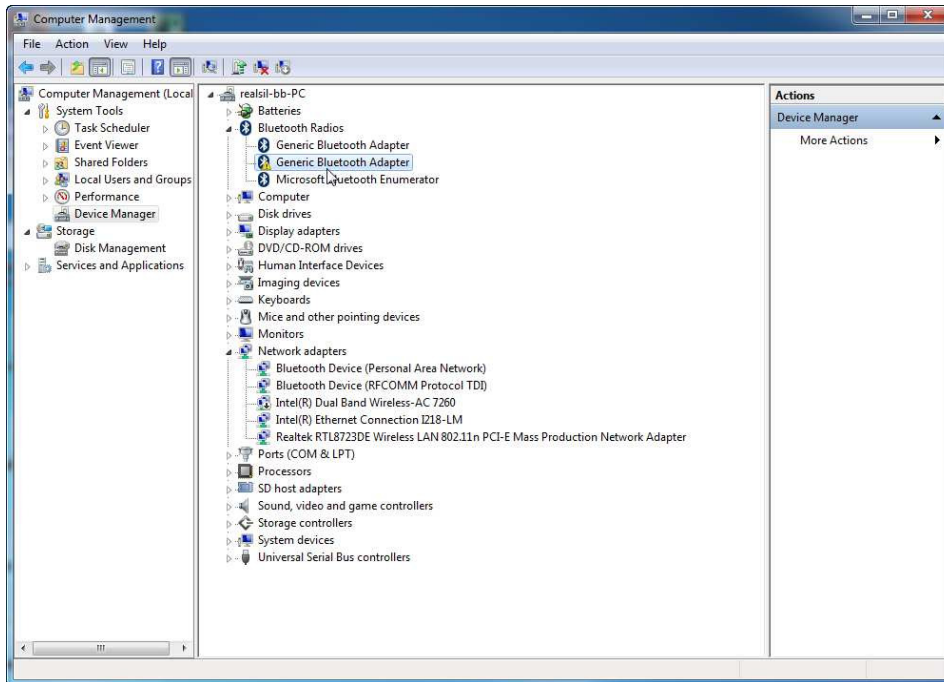 Computer Management
File Action View Help
Computer Management (Local
System Tools
Task Scheduler
Event Viewer
Shared Folders
Local Users and Groups
Performance
Device Manager
Storage
Disk Management
Services and Applications
realsil-bb-PC
Batteries
Bluetooth Radios
Generic Bluetooth Adapter
Generic Bluetooth Adapter
Microsoft Bluetooth Enumerator
Computer
Disk drives
Display adapters
DVD/CD-ROM drives
Human Interface Devices
Imaging devices
Keyboards
Mice and other pointing devices
Monitors
Network adapters
Bluetooth Device (Personal Area Network)
Bluetooth Device (RFCOMM Protocol TDI)
Intel(R) Dual Band Wireless-AC 7260
Intel(R) Ethernet Connection I218-LM
Realtek RTL8723DE Wireless LAN 802.11n PCI-E Mass Production Network Adapter
Ports (COM & LPT)
Processors
SD host adapters
Sound, video and game controllers
Storage controllers
System devices
Universal Serial Bus controllers
Actions
Device Manager
More Actions